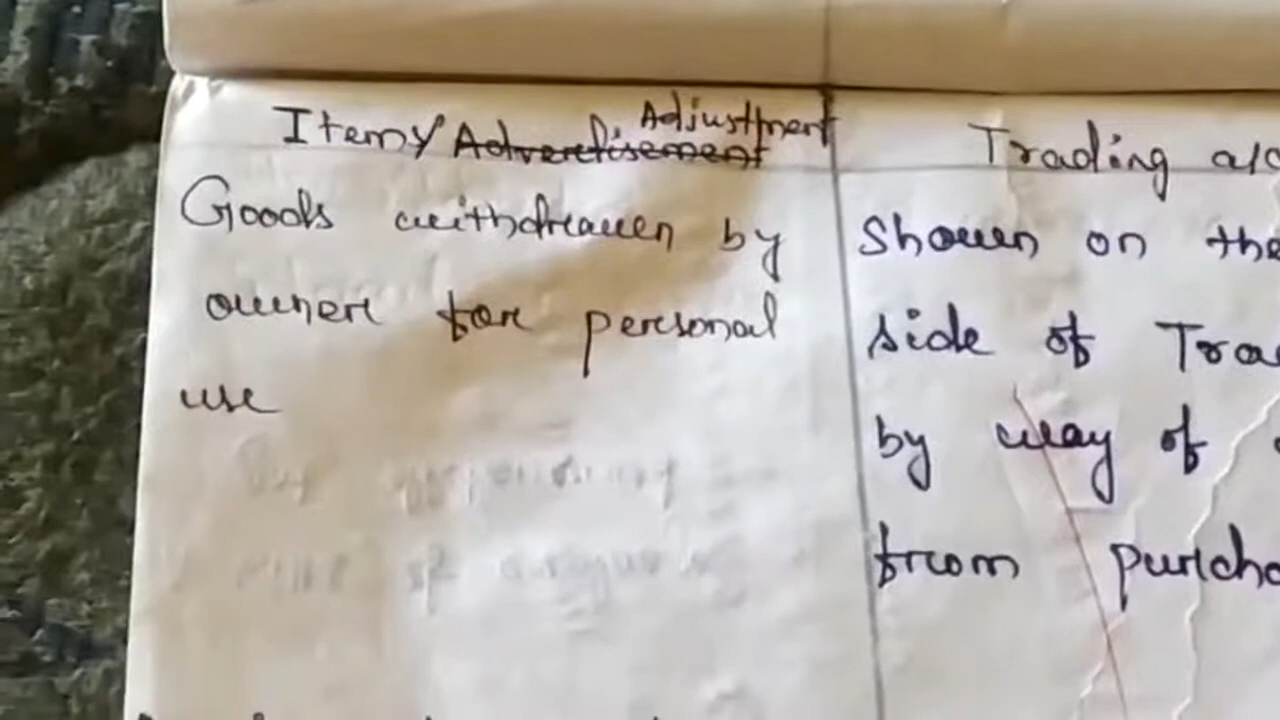 Items/ Adjustment
Advertisement
Goods withdrawn by
owner for personal
use
Trading a/c
Shown on the
side of Tra
by way of
from purcha